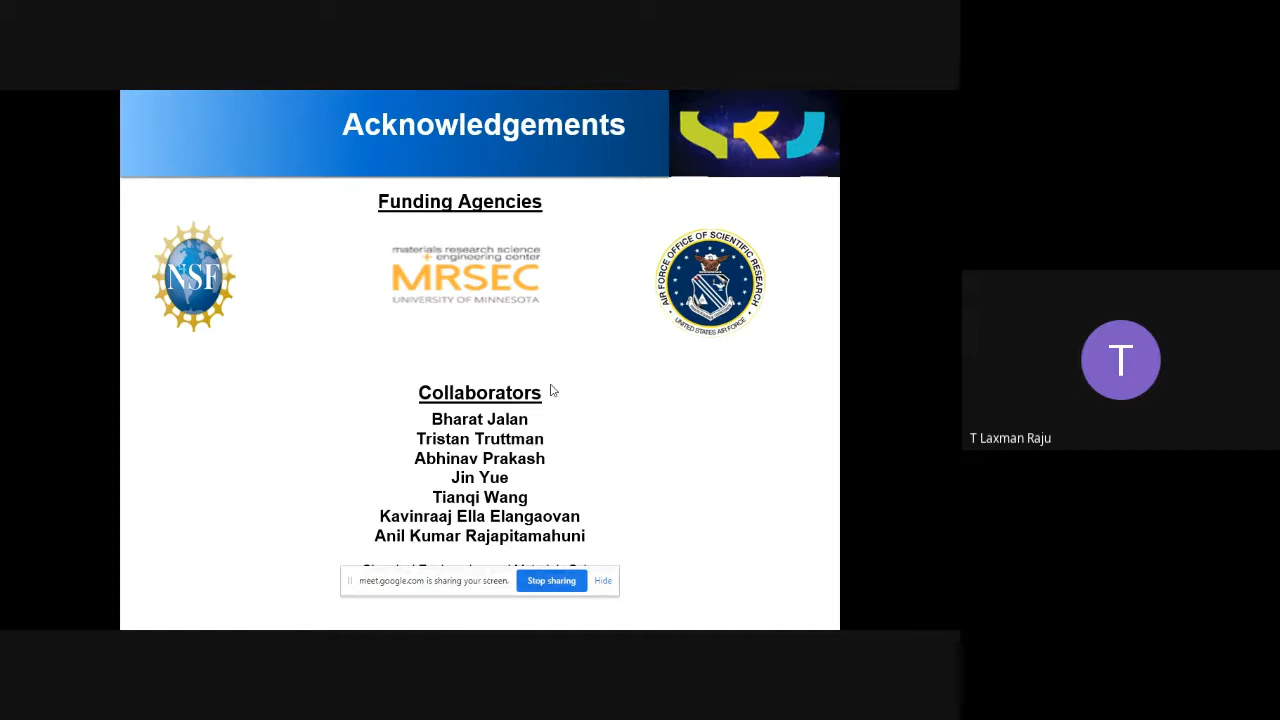 Acknowledgements
Funding Agencies
NSF
materials research science
+ engineering center
MRSEC
UNIVERSITY OF MINNESOTA
AIR FORCE OFFICE OF SCIENTIFIC RESEARCH
UNITED STATES AIR FORCE
Collaborators
Bharat Jalan
Tristan Truttman
Abhinav Prakash
Jin Yue
Tianqi Wang
Kavinraaj Ella Elangaovan
Anil Kumar Rajapitamahuni
meet.google.com is sharing your screen.
Stop sharing
Hide
T
T Laxman Raju